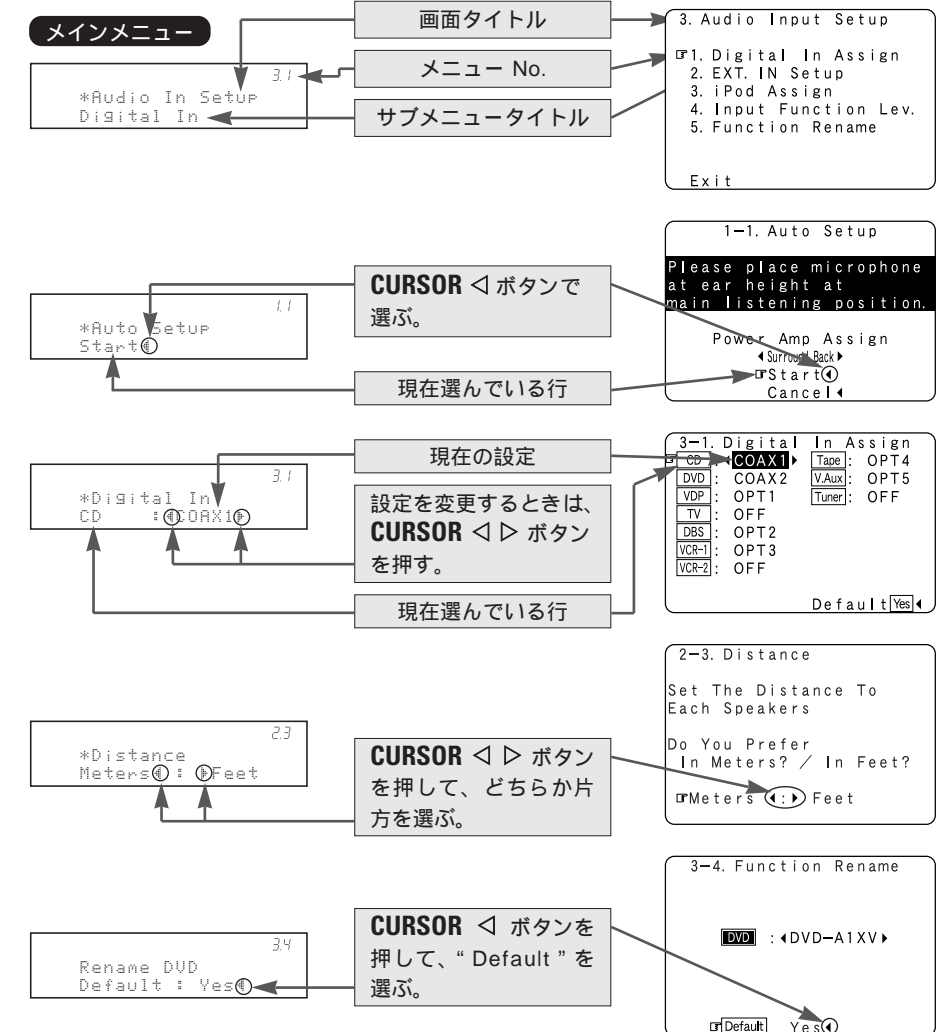 メインメニュー
3.1
*Audio In Setup
Digital In
画面タイトル
メニュー No.
サブメニュータイトル
3. Audio Input Setup
☞1. Digital In Assign
2. EXT. IN Setup
3. iPod Assign
4. Input Function Lev.
5. Function Rename
Exit
1.1
*Auto Setup
Start◀
CURSOR ◁ ボタンで
選ぶ。
現在選んでいる行
1-1. Auto Setup
Please place microphone
at ear height at
main listening position.
Power Amp Assign
◀Surround Back▶
☞Start◀
Cancel◀
3.1
*Digital In
CD :◀COAX1▶
現在の設定
設定を変更するときは、
CURSOR ◁ ▷ ボタン
を押す。
現在選んでいる行
3-1. Digital In Assign
☞CD :◀COAX1▶ Tape: OPT4
DVD : COAX2 V.Aux: OPT5
VDP : OPT1 Tuner: OFF
TV : OFF
DBS : OPT2
VCR-1: OPT3
VCR-2: OFF
Default Yes◀
2.3
*Distance
Meters◀ : ▶Feet
CURSOR ◁ ▷ ボタン
を押して、どちらか片
方を選ぶ。
2-3. Distance
Set The Distance To
Each Speakers
Do You Prefer
In Meters? / In Feet?
☞Meters ◀:▶ Feet
3.4
Rename DVD
Default : Yes◀
CURSOR ◁ ボタンを
押して、“ Default ” を
選ぶ。
3-4. Function Rename
DVD :◀DVD-A1XV▶
☞Default Yes◀